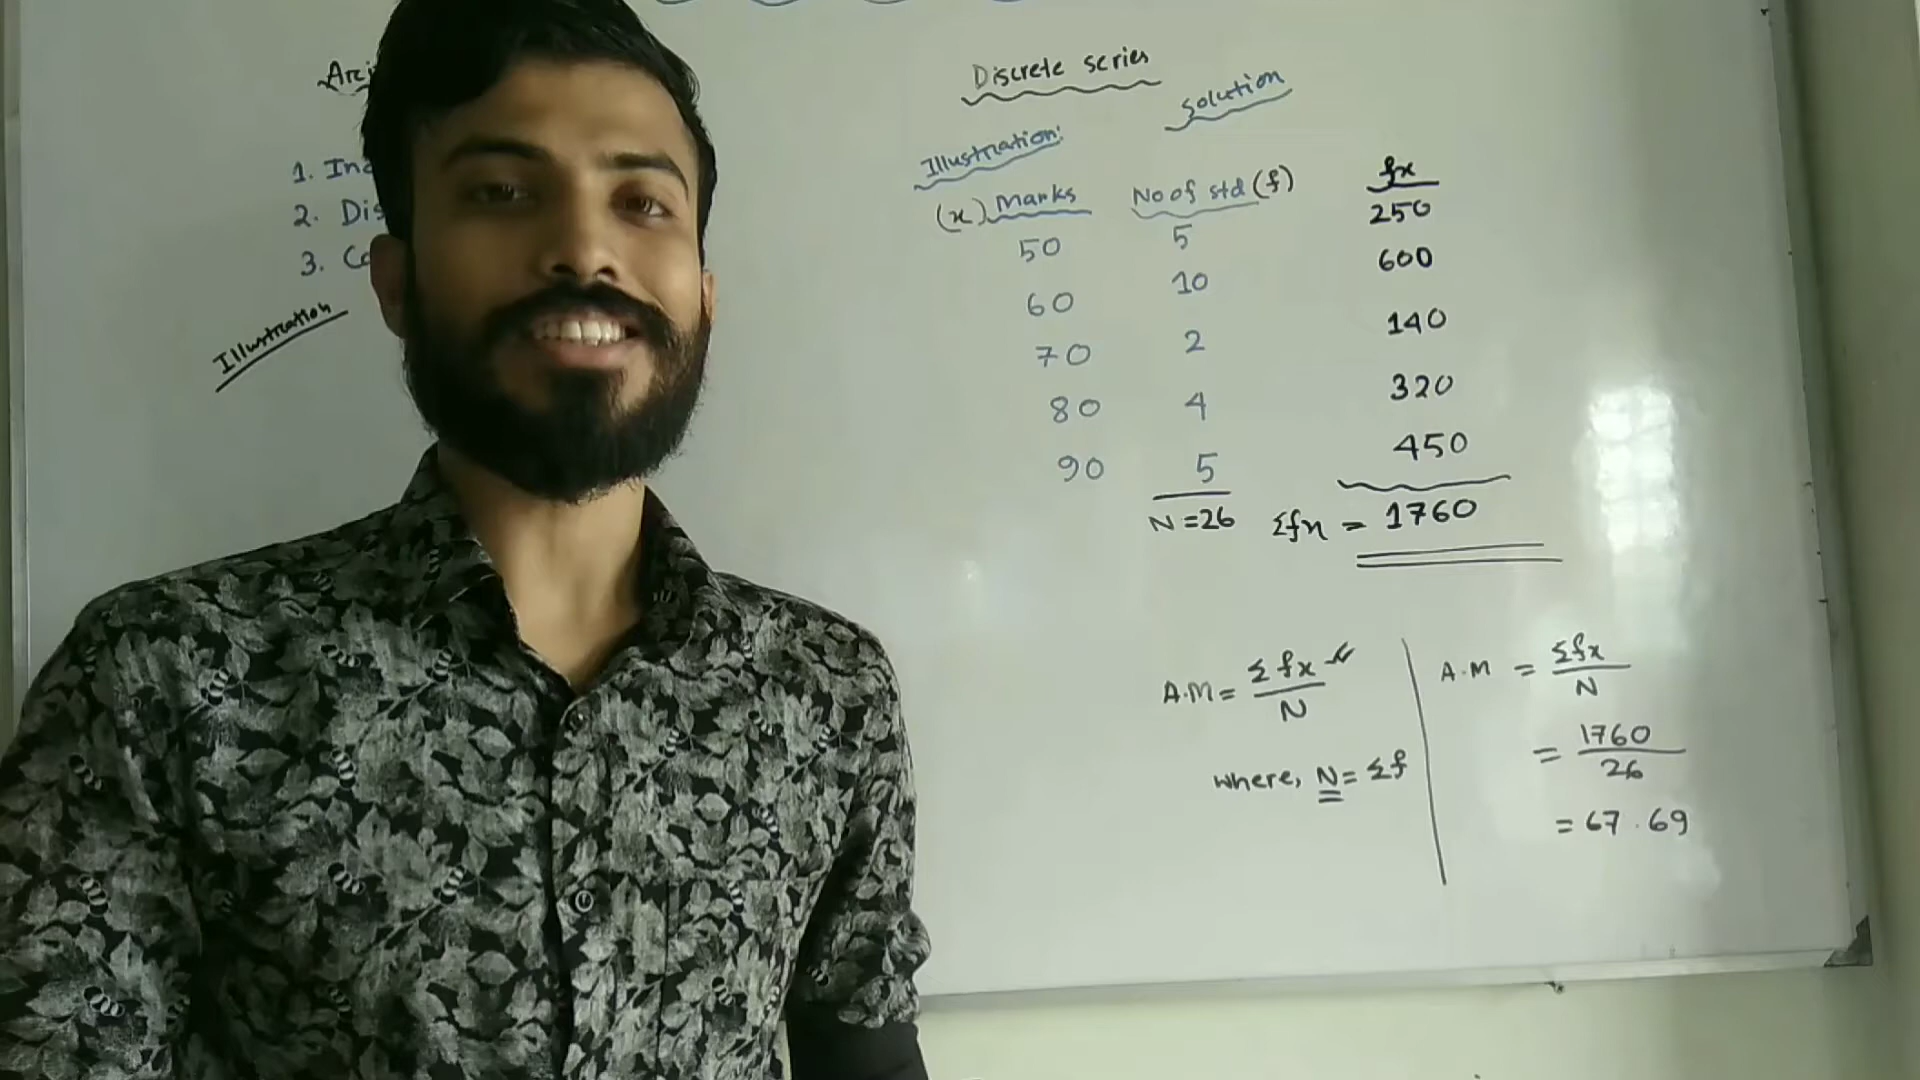 1.
2.
3.
Illustration
Discrete series
Illustration: Solution
(x) Marks No of std (f) fx
50 5 250
60 10 600
70 2 140
80 4 320
90 5 450
N = 26 Σfx = 1760
A.M = Σfx / N
where, N = Σf
A.M = Σfx / N
= 1760 / 26
= 67.69